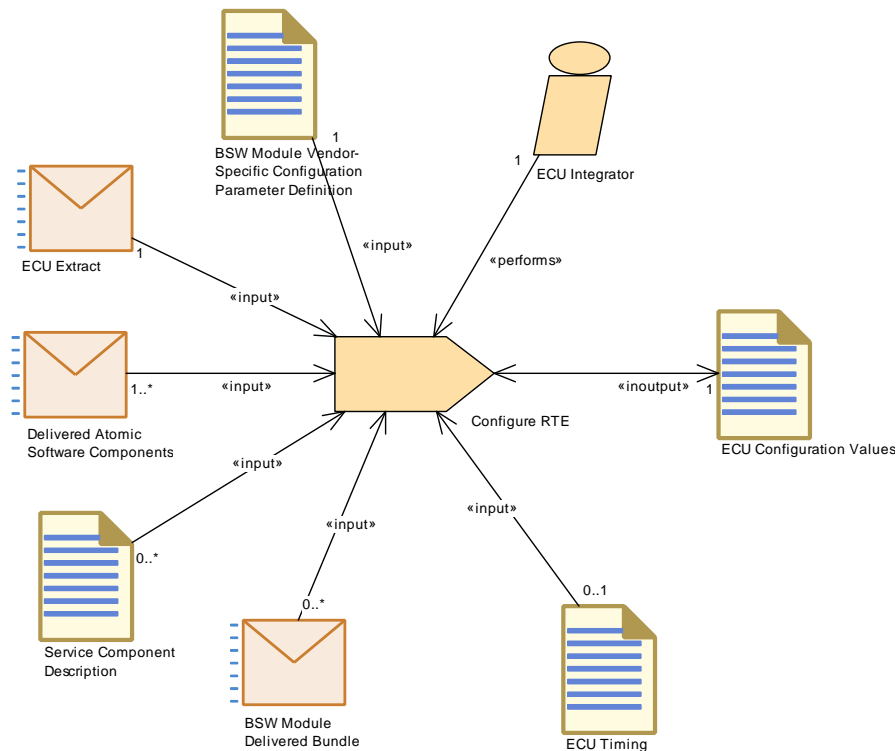 1
BSW Module Vendor-
Specific Configuration
Parameter Definition
1
ECU Integrator
1
ECU Extract
«input»
«performs»
«input»
1..*
«input»
Delivered Atomic
Software Components
Configure RTE
«inoutput»
1
ECU Configuration Values
«input»
0..*
Service Component
Description
«input»
0..*
BSW Module
Delivered Bundle
«input»
0..1
ECU Timing